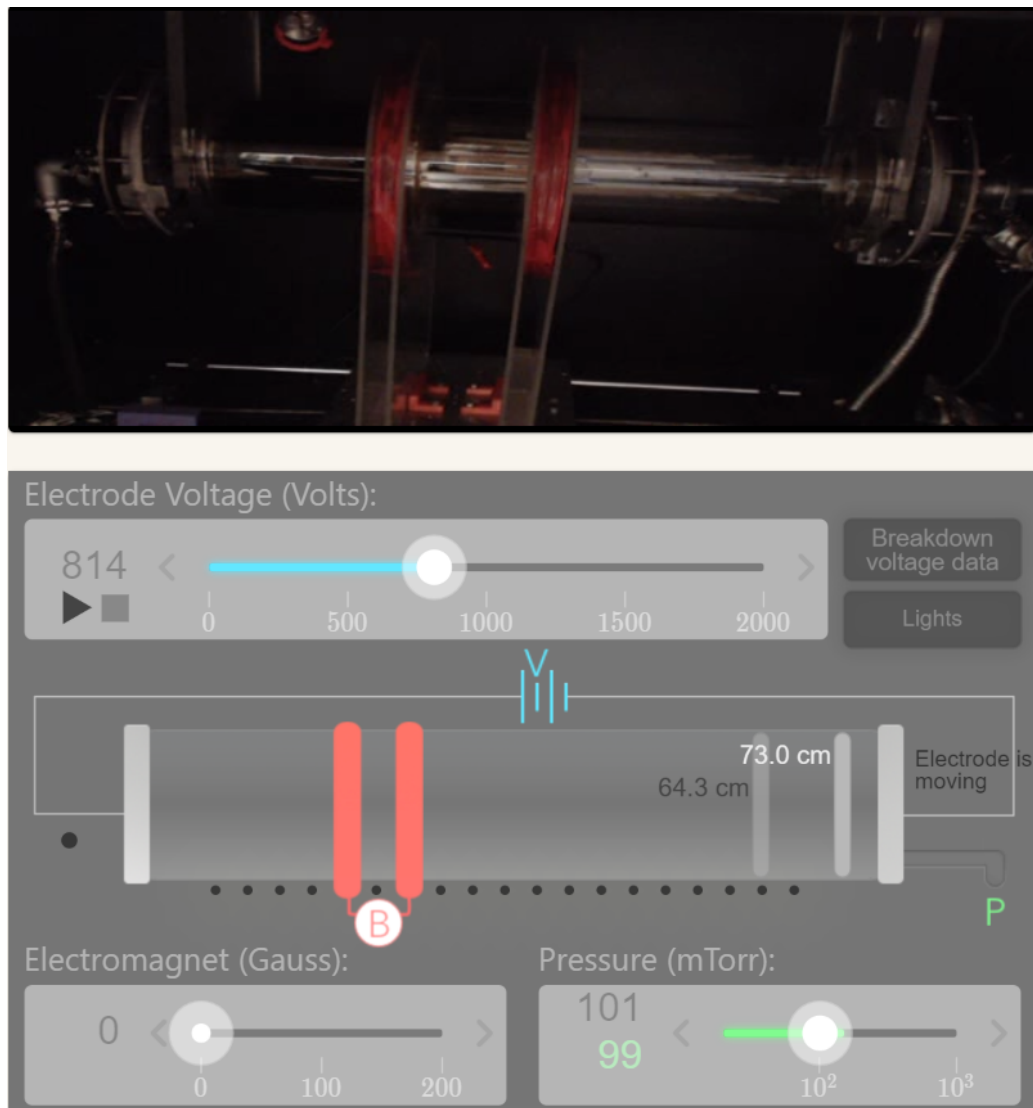 Electrode Voltage (Volts):
814
0 500 1000 1500 2000
Breakdown
voltage data
Lights
V
73.0 cm
64.3 cm
Electrode is
moving
B
P
Electromagnet (Gauss):
0
0 100 200
Pressure (mTorr):
101
99
10² 10³